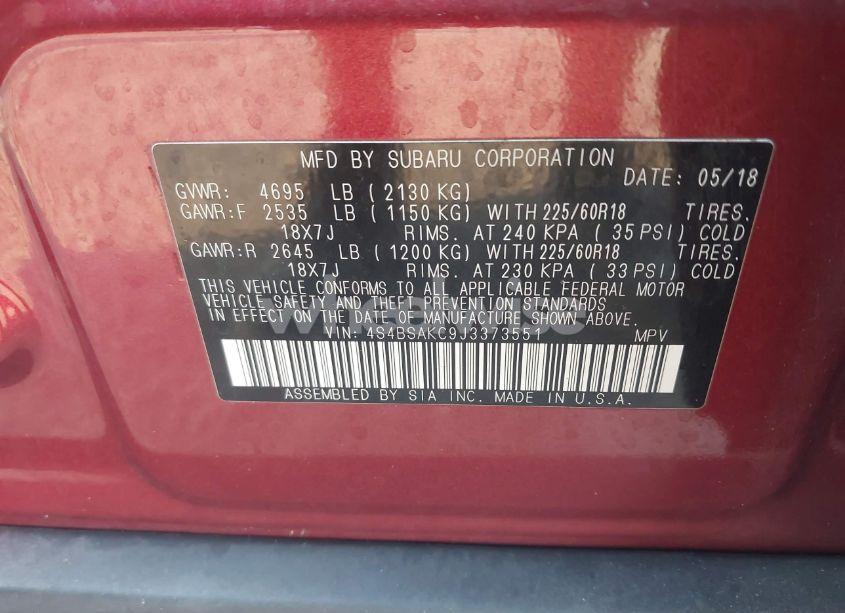 MFD BY SUBARU CORPORATION
DATE: 05/18
GVWR: 4695 LB ( 2130 KG)
GAWR:F 2535 LB ( 1150 KG) WITH 225/60R18 TIRES.
18X7J RIMS. AT 240 KPA ( 35 PSI) COLD
GAWR:R 2645 LB ( 1200 KG) WITH 225/60R18 TIRES.
18X7J RIMS. AT 230 KPA ( 33 PSI) COLD
THIS VEHICLE CONFORMS TO ALL APPLICABLE FEDERAL MOTOR
VEHICLE SAFETY AND THEFT PREVENTION STANDARDS
IN EFFECT ON THE DATE OF MANUFACTURE SHOWN ABOVE.
VIN: 4S4BSAKC9J3373551 MPV
ASSEMBLED BY SIA INC. MADE IN U.S.A.